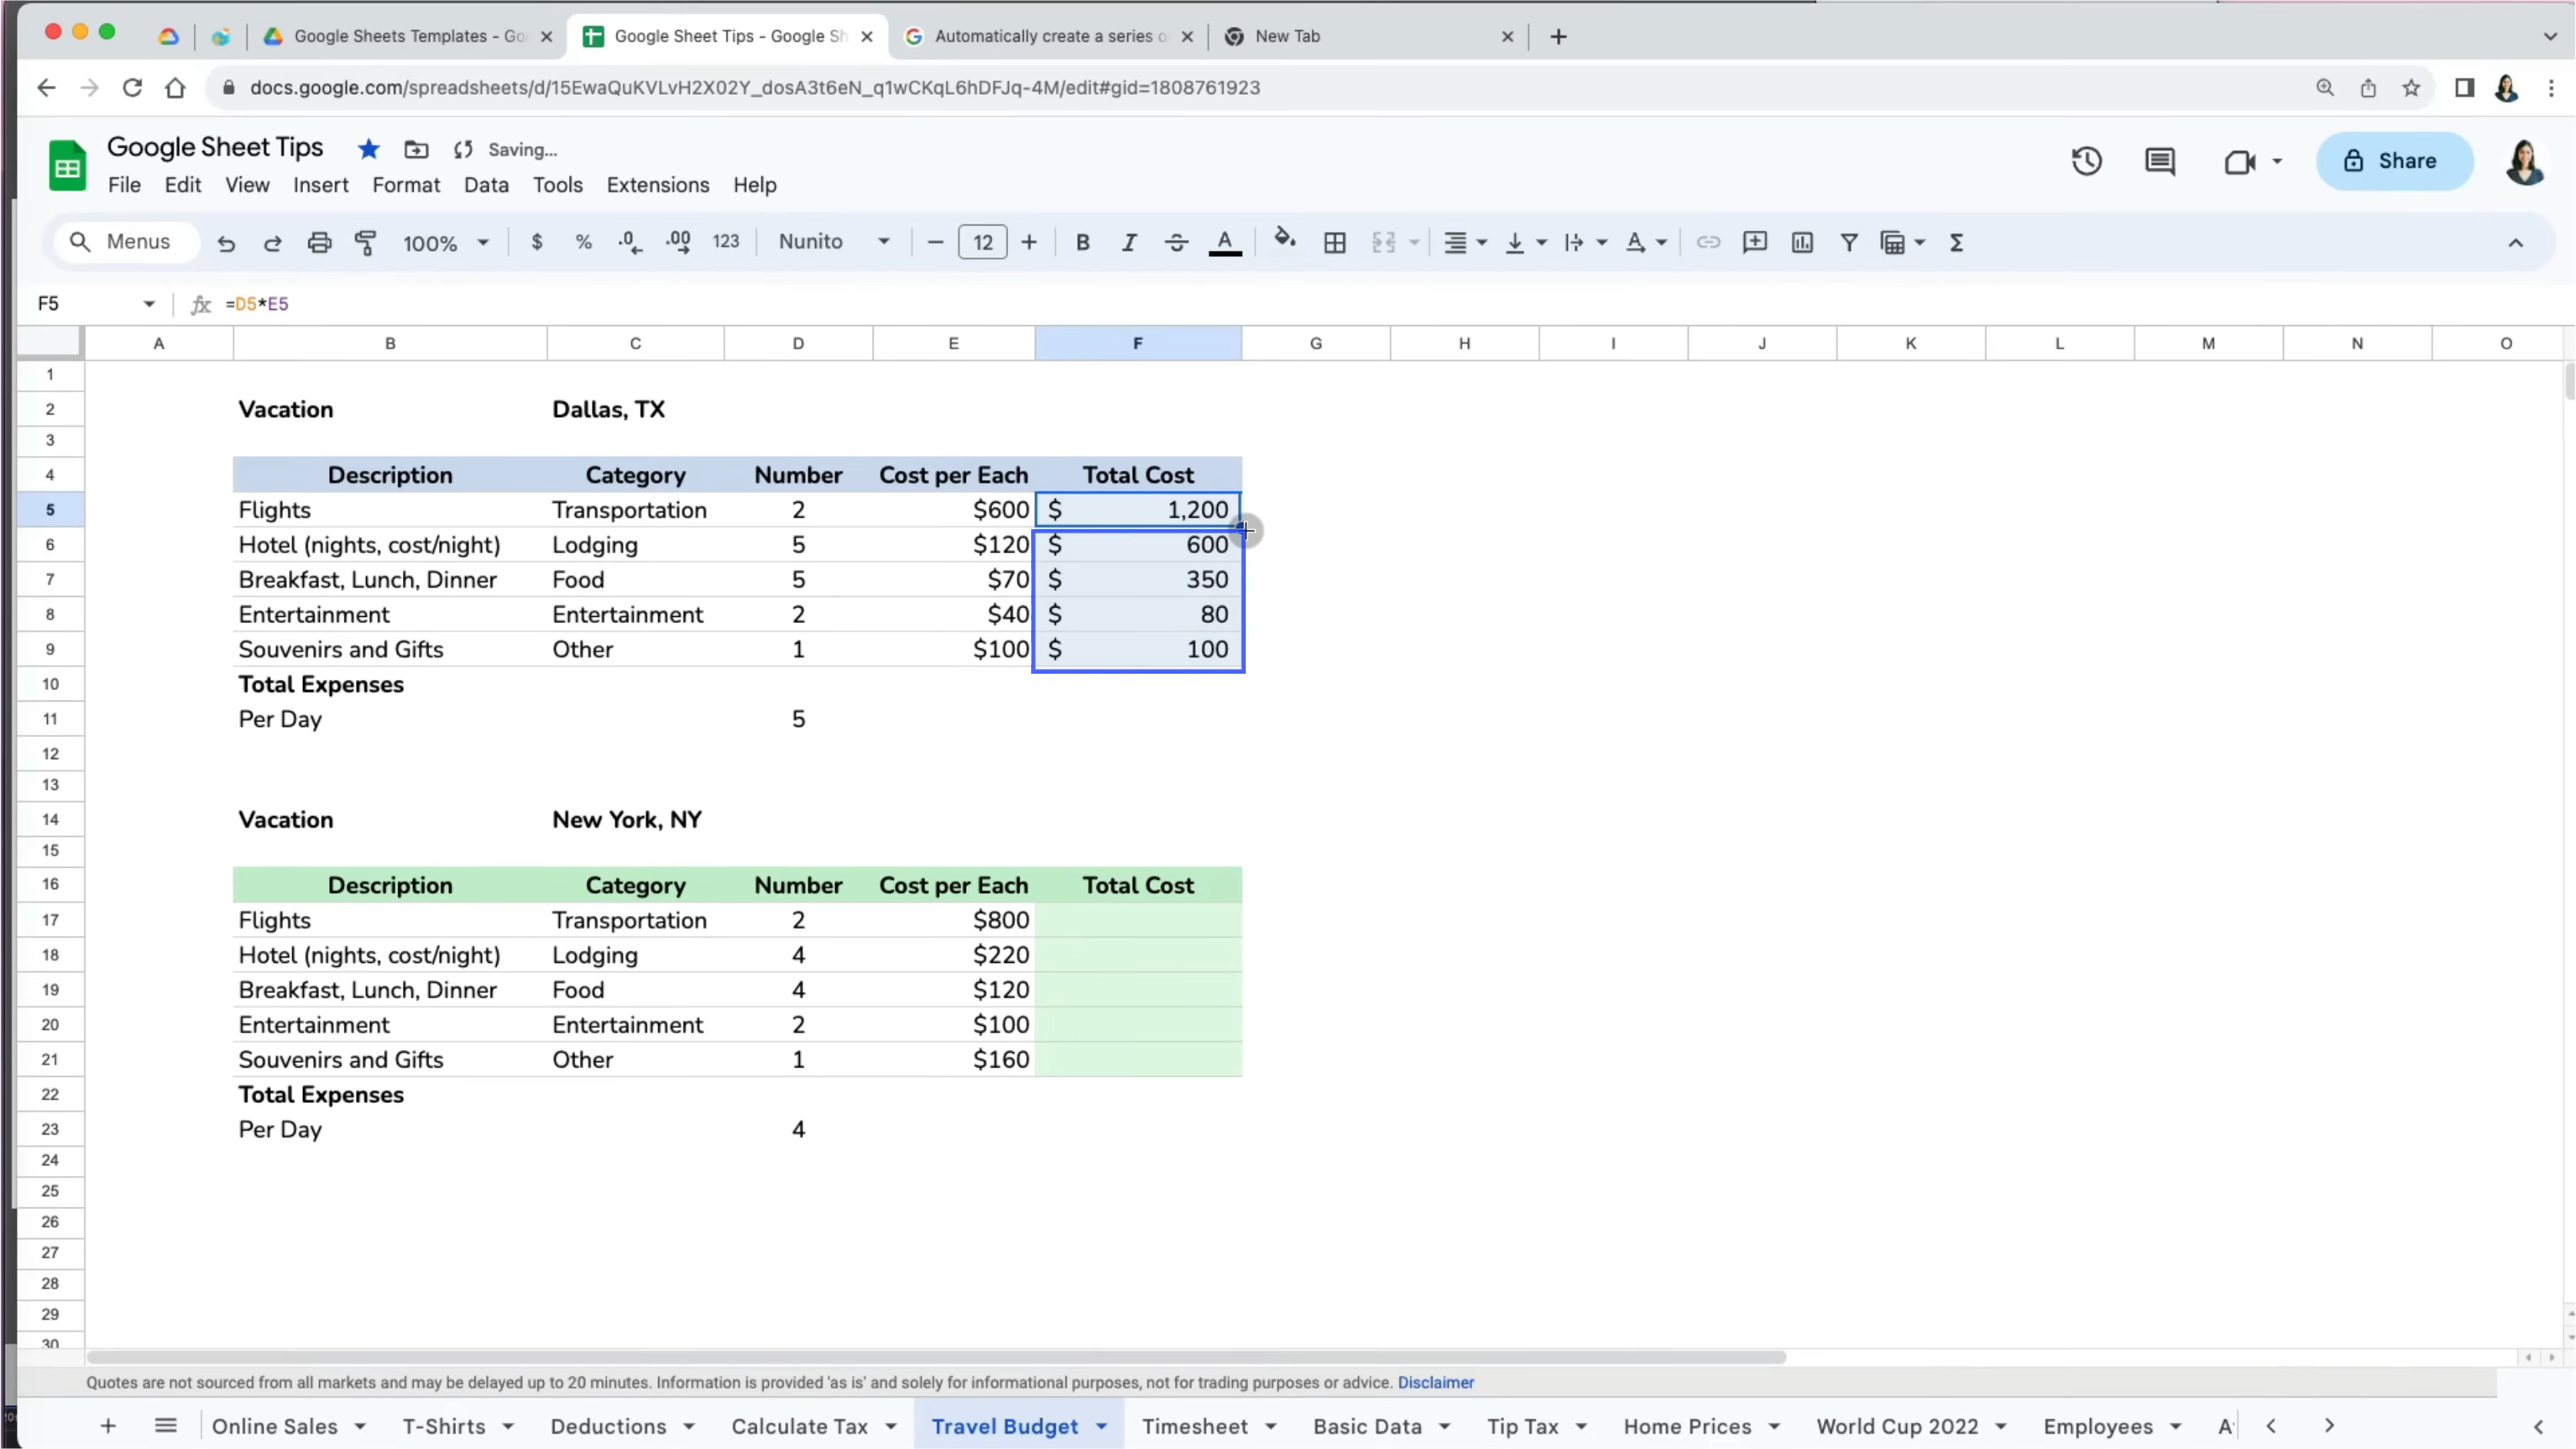 Google Sheets Templates - Go
Google Sheet Tips - Google Sh
Automatically create a series o
New Tab
docs.google.com/spreadsheets/d/15EwaQuKVLvH2X02Y_dosA3t6eN_q1wCKqL6hDFJq-4M/edit#gid=1808761923
Google Sheet Tips Saving...
File Edit View Insert Format Data Tools Extensions Help
Share
Menus 100% $ % .0 .00 123 Nunito 12 B I S A
F5 fx =D5*E5
A B C D E F G H I J K L M N O
1
2 Vacation Dallas, TX
3
4 Description Category Number Cost per Each Total Cost
5 Flights Transportation 2 $600 $ 1,200
6 Hotel (nights, cost/night) Lodging 5 $120 $ 600
7 Breakfast, Lunch, Dinner Food 5 $70 $ 350
8 Entertainment Entertainment 2 $40 $ 80
9 Souvenirs and Gifts Other 1 $100 $ 100
10 Total Expenses
11 Per Day 5
12
13
14 Vacation New York, NY
15
16 Description Category Number Cost per Each Total Cost
17 Flights Transportation 2 $800
18 Hotel (nights, cost/night) Lodging 4 $220
19 Breakfast, Lunch, Dinner Food 4 $120
20 Entertainment Entertainment 2 $100
21 Souvenirs and Gifts Other 1 $160
22 Total Expenses
23 Per Day 4
24
25
26
27
28
29
30
Quotes are not sourced from all markets and may be delayed up to 20 minutes. Information is provided 'as is' and solely for informational purposes, not for trading purposes or advice. Disclaimer
Online Sales T-Shirts Deductions Calculate Tax Travel Budget Timesheet Basic Data Tip Tax Home Prices World Cup 2022 Employees